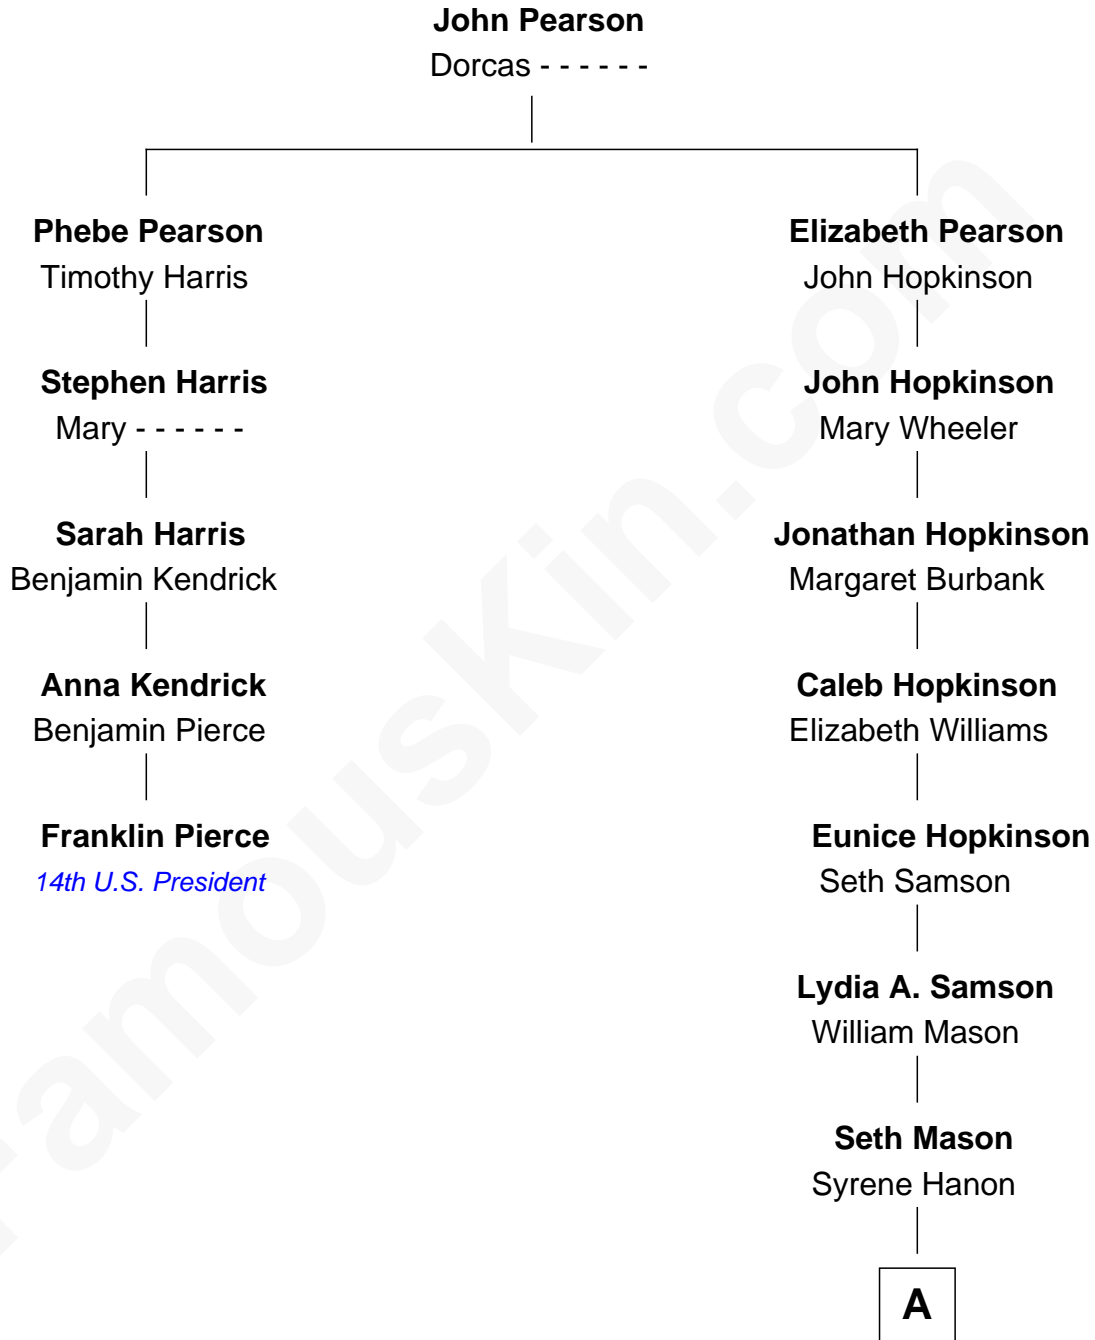 John Pearson
Dorcas - - - - - -
Phebe Pearson
Timothy Harris
Elizabeth Pearson
John Hopkinson
Stephen Harris
Mary - - - - - -
John Hopkinson
Mary Wheeler
Sarah Harris
Benjamin Kendrick
Jonathan Hopkinson
Margaret Burbank
Anna Kendrick
Benjamin Pierce
Caleb Hopkinson
Elizabeth Williams
Franklin Pierce
14th U.S. President
Eunice Hopkinson
Seth Samson
Lydia A. Samson
William Mason
Seth Mason
Syrene Hanon
A
FamousKin.com